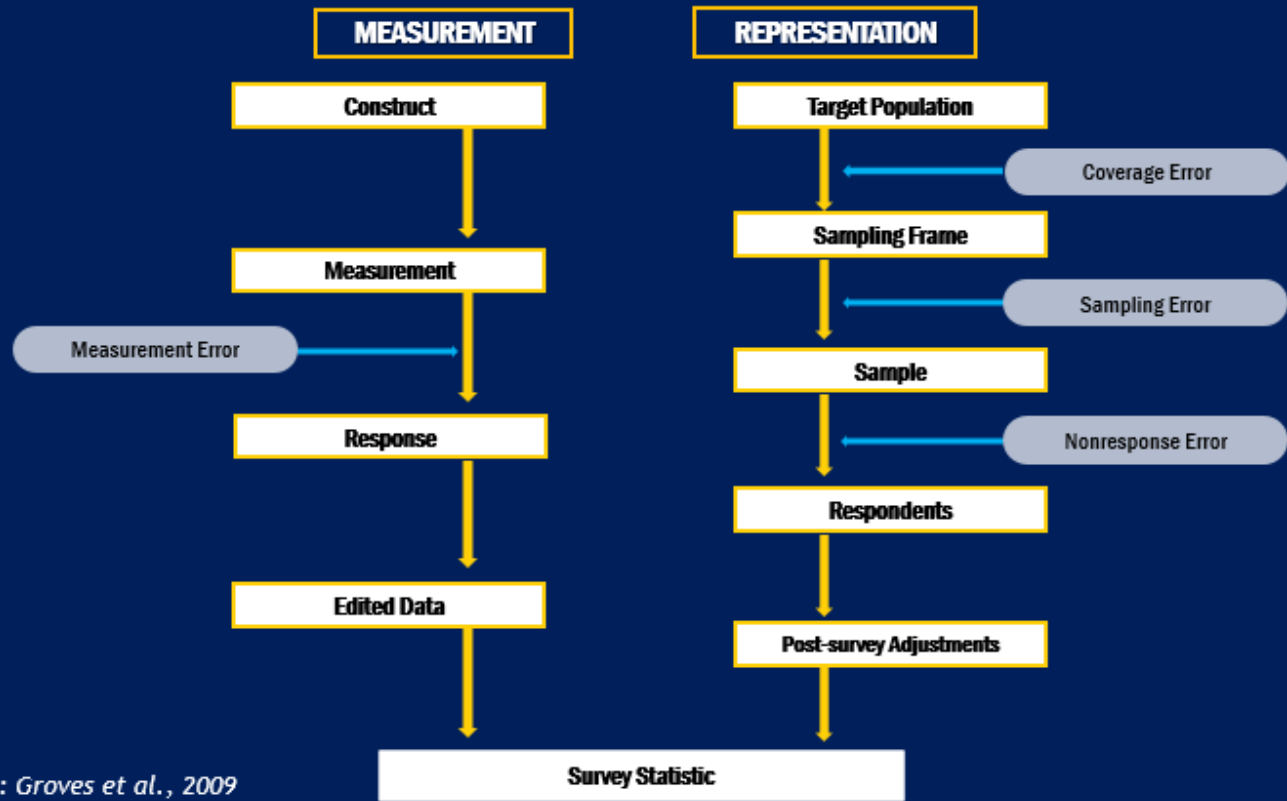 MEASUREMENT
REPRESENTATION
Construct
Target Population
Coverage Error
Sampling Frame
Measurement
Sampling Error
Measurement Error
Sample
Response
Nonresponse Error
Respondents
Edited Data
Post-survey Adjustments
Survey Statistic
: Groves et al., 2009